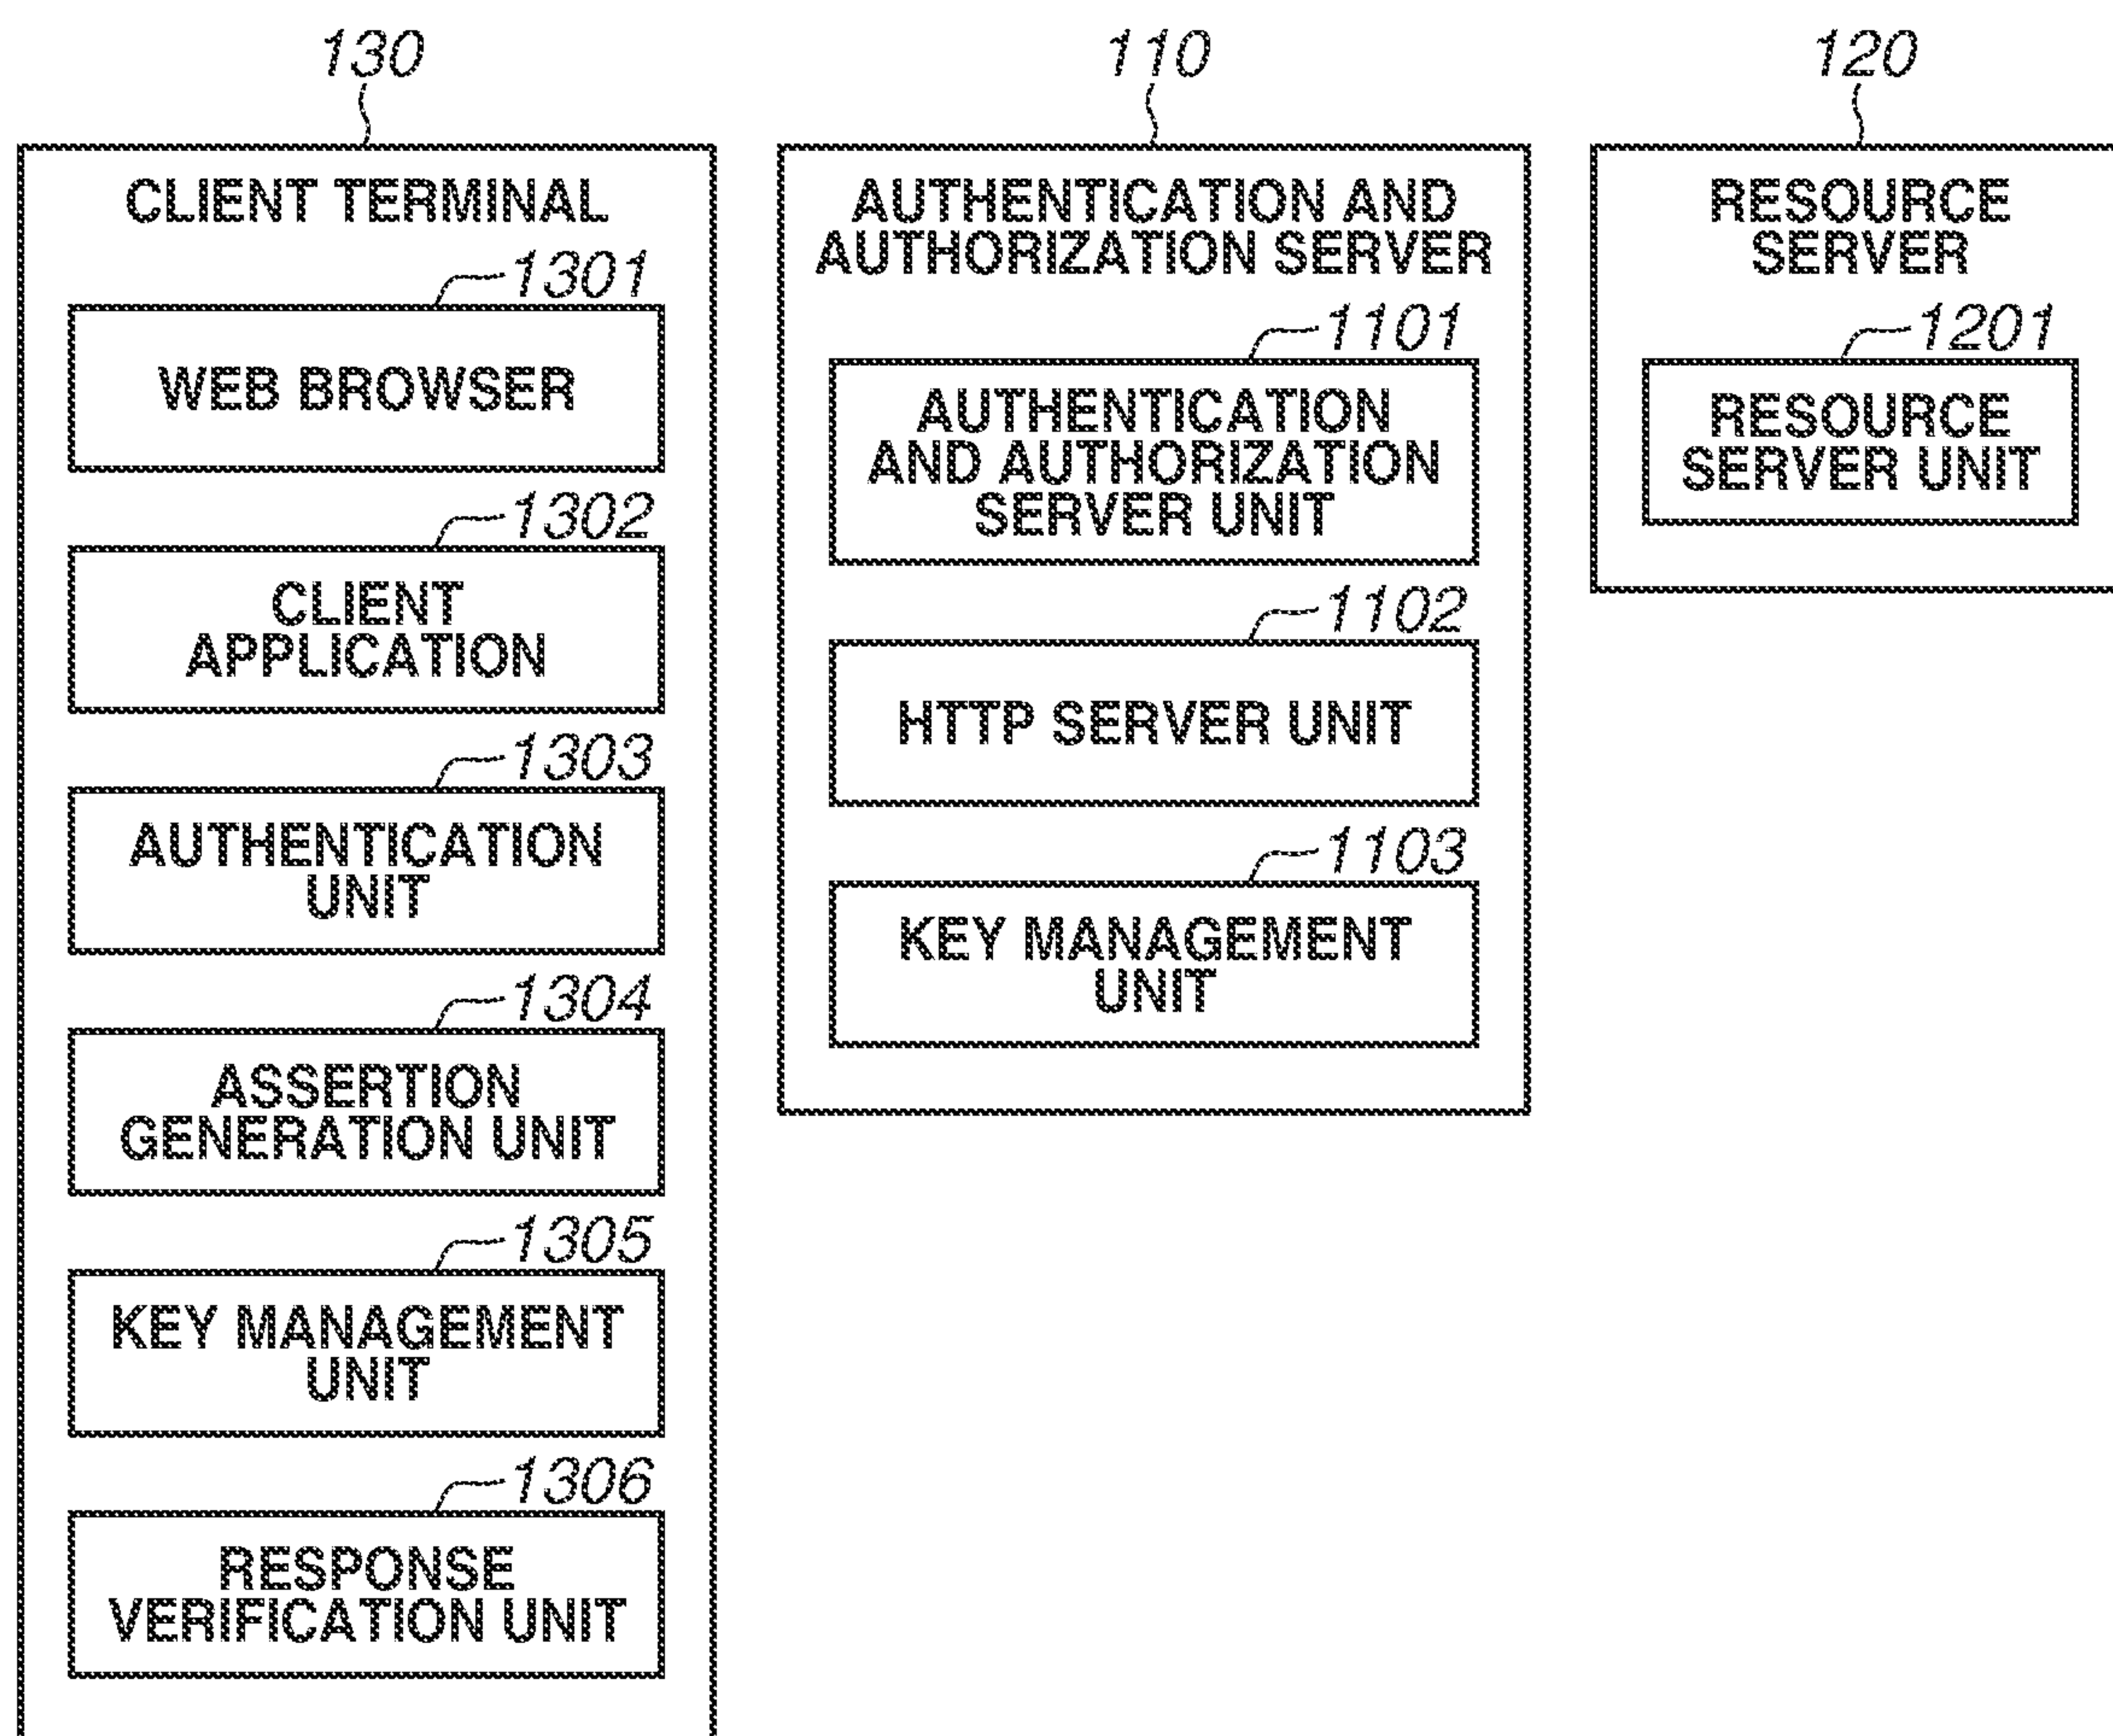 130
CLIENT TERMINAL
1301
WEB BROWSER
1302
CLIENT
APPLICATION
1303
AUTHENTICATION
UNIT
1304
ASSERTION
GENERATION UNIT
1305
KEY MANAGEMENT
UNIT
1306
RESPONSE
VERIFICATION UNIT
110
AUTHENTICATION AND
AUTHORIZATION SERVER
1101
AUTHENTICATION
AND AUTHORIZATION
SERVER UNIT
1102
HTTP SERVER UNIT
1103
KEY MANAGEMENT
UNIT
120
RESOURCE
SERVER
1201
RESOURCE
SERVER UNIT